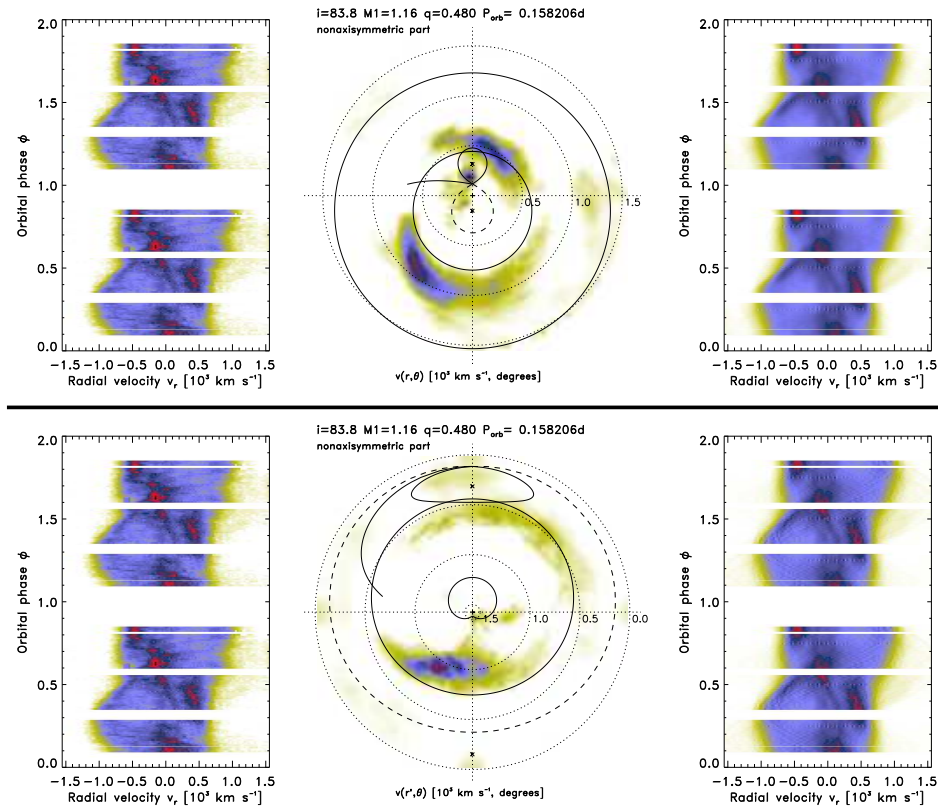 i=83.8 M1=1.16 q=0.480 P_orb= 0.158206d
nonaxisymmetric part
2.0
1.5
1.0
0.5
0.0
Orbital phase ϕ
−1.5 −1.0 −0.5 0.0 0.5 1.0 1.5
Radial velocity v_r [10³ km s⁻¹]
0.5 1.0 1.5
v(r,θ) [10³ km s⁻¹, degrees]
2.0
1.5
1.0
0.5
0.0
Orbital phase ϕ
−1.5 −1.0 −0.5 0.0 0.5 1.0 1.5
Radial velocity v_r [10³ km s⁻¹]
i=83.8 M1=1.16 q=0.480 P_orb= 0.158206d
nonaxisymmetric part
2.0
1.5
1.0
0.5
0.0
Orbital phase ϕ
−1.5 −1.0 −0.5 0.0 0.5 1.0 1.5
Radial velocity v_r [10³ km s⁻¹]
1.5 1.0 0.5 0.0
v(r',θ) [10³ km s⁻¹, degrees]
2.0
1.5
1.0
0.5
0.0
Orbital phase ϕ
−1.5 −1.0 −0.5 0.0 0.5 1.0 1.5
Radial velocity v_r [10³ km s⁻¹]